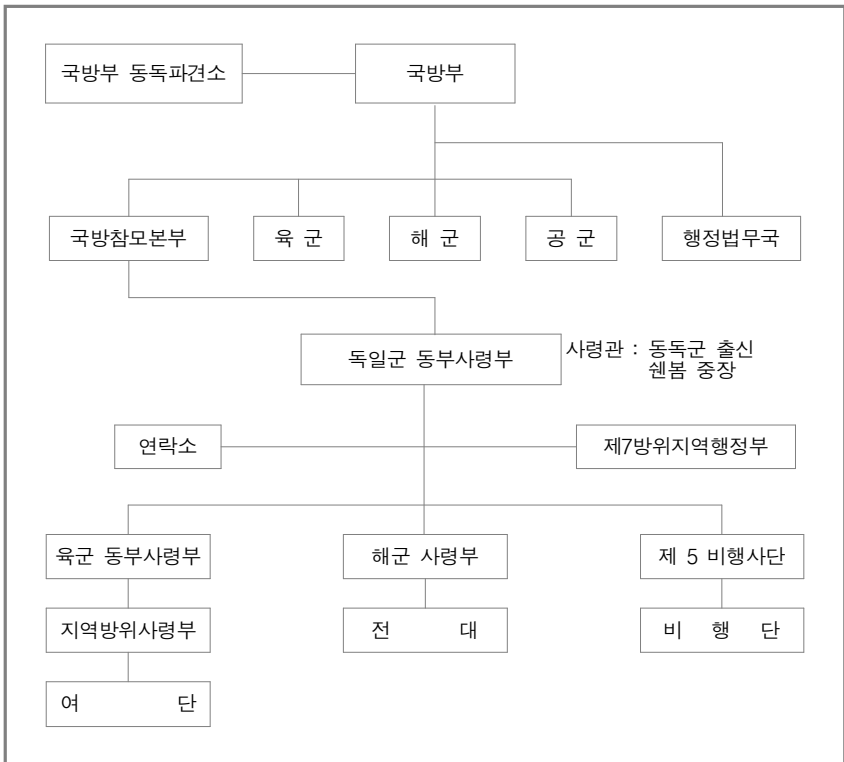 국방부 동독파견소
국방부
국방참모본부
육 군
해 군
공 군
행정법무국
독일군 동부사령부
사령관 : 동독군 출신
쉔봄 중장
연락소
제7방위지역행정부
육군 동부사령부
해군 사령부
제 5 비행사단
지역방위사령부
전 대
비 행 단
여 단